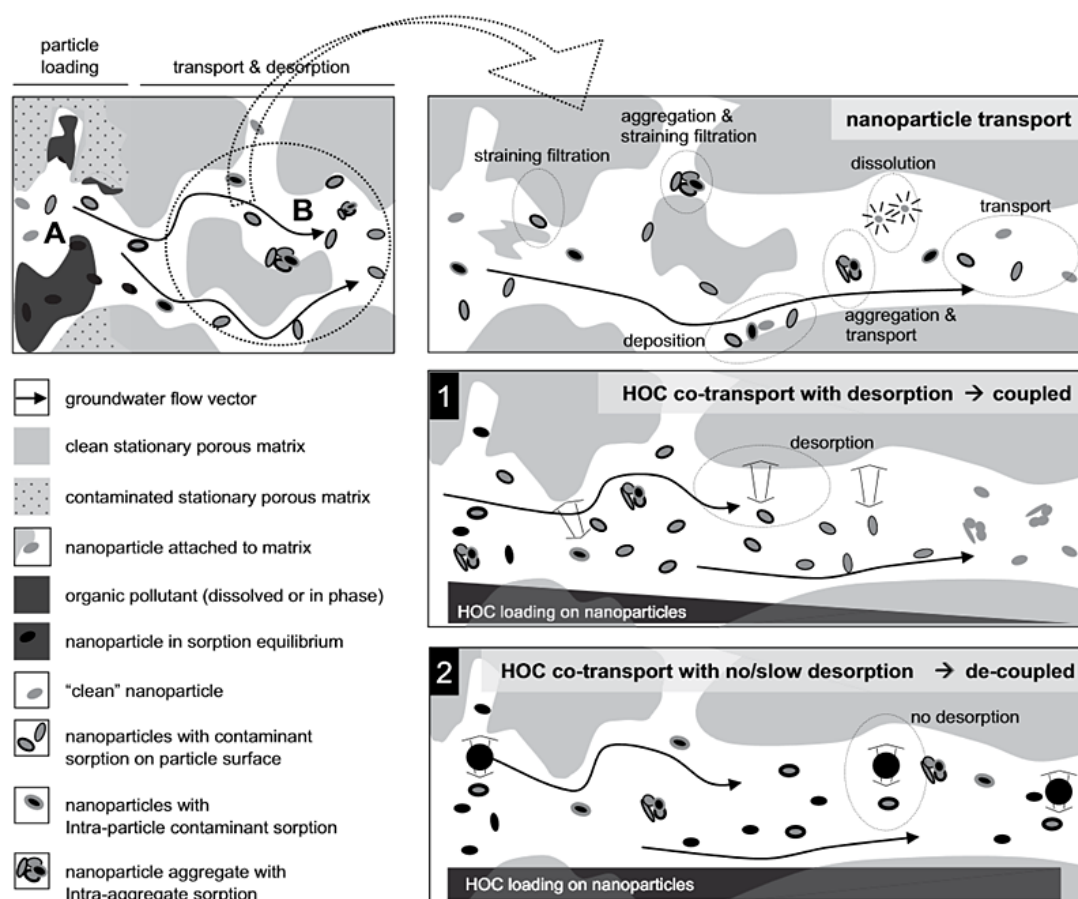 particle
loading
transport & desorption
A
B
nanoparticle transport
aggregation &
straining filtration
straining filtration
dissolution
transport
aggregation &
transport
deposition
groundwater flow vector
clean stationary porous matrix
contaminated stationary porous matrix
nanoparticle attached to matrix
organic pollutant (dissolved or in phase)
nanoparticle in sorption equilibrium
“clean” nanoparticle
nanoparticles with contaminant
sorption on particle surface
nanoparticles with
Intra-particle contaminant sorption
nanoparticle aggregate with
Intra-aggregate sorption
1
HOC co-transport with desorption → coupled
desorption
HOC loading on nanoparticles
2
HOC co-transport with no/slow desorption → de-coupled
no desorption
HOC loading on nanoparticles